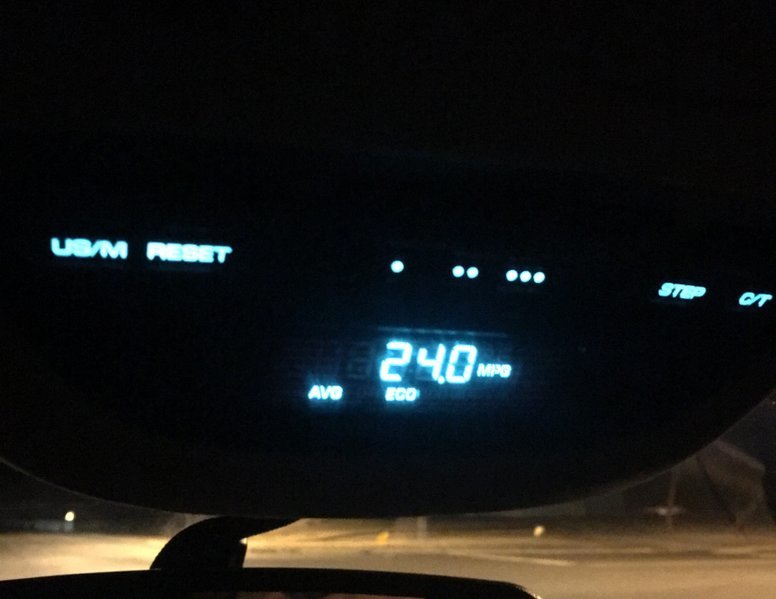 US/M RESET
STEP C/T
24.0 MPG
AVG ECO